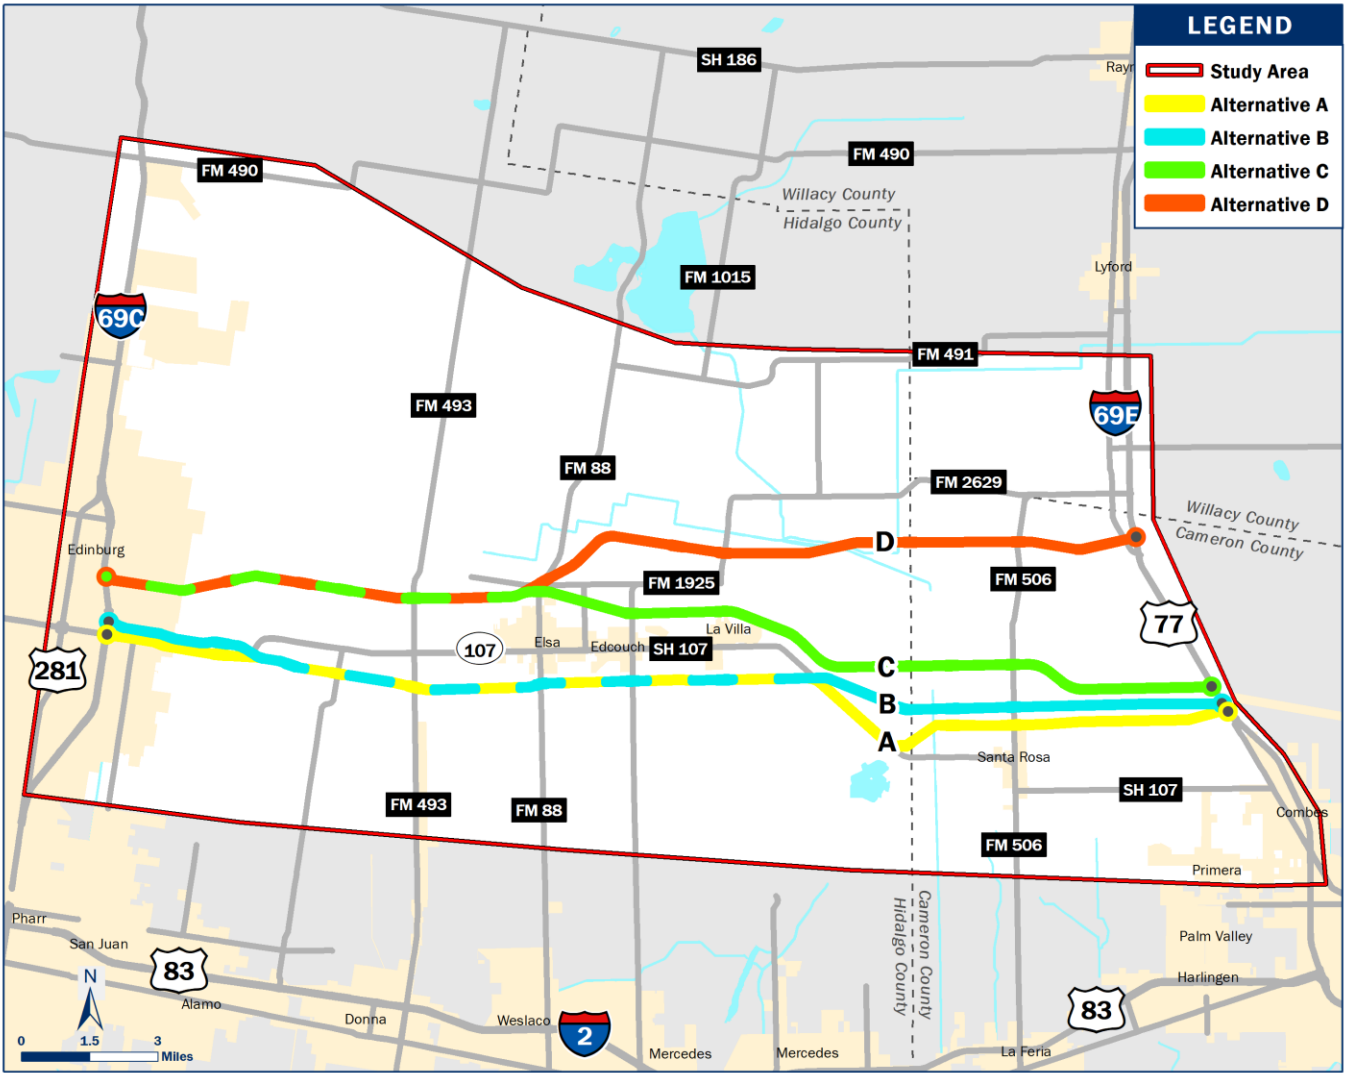 LEGEND
Study Area
Alternative A
Alternative B
Alternative C
Alternative D
SH 186
Rayr
FM 490
FM 490
Willacy County
Hidalgo County
Lyford
FM 1015
69C
FM 491
FM 493
69E
FM 88
FM 2629
Willacy County
Cameron County
D
Edinburg
FM 1925
FM 506
77
La Villa
Elsa
Edcouch
SH 107
107
C
281
B
A
Santa Rosa
SH 107
FM 493
FM 88
Combes
FM 506
Primera
Cameron County
Hidalgo County
Pharr
San Juan
Palm Valley
83
Harlingen
N
Alamo
83
Donna
Weslaco
2
0 1.5 3
Miles
Mercedes
Mercedes
La Feria